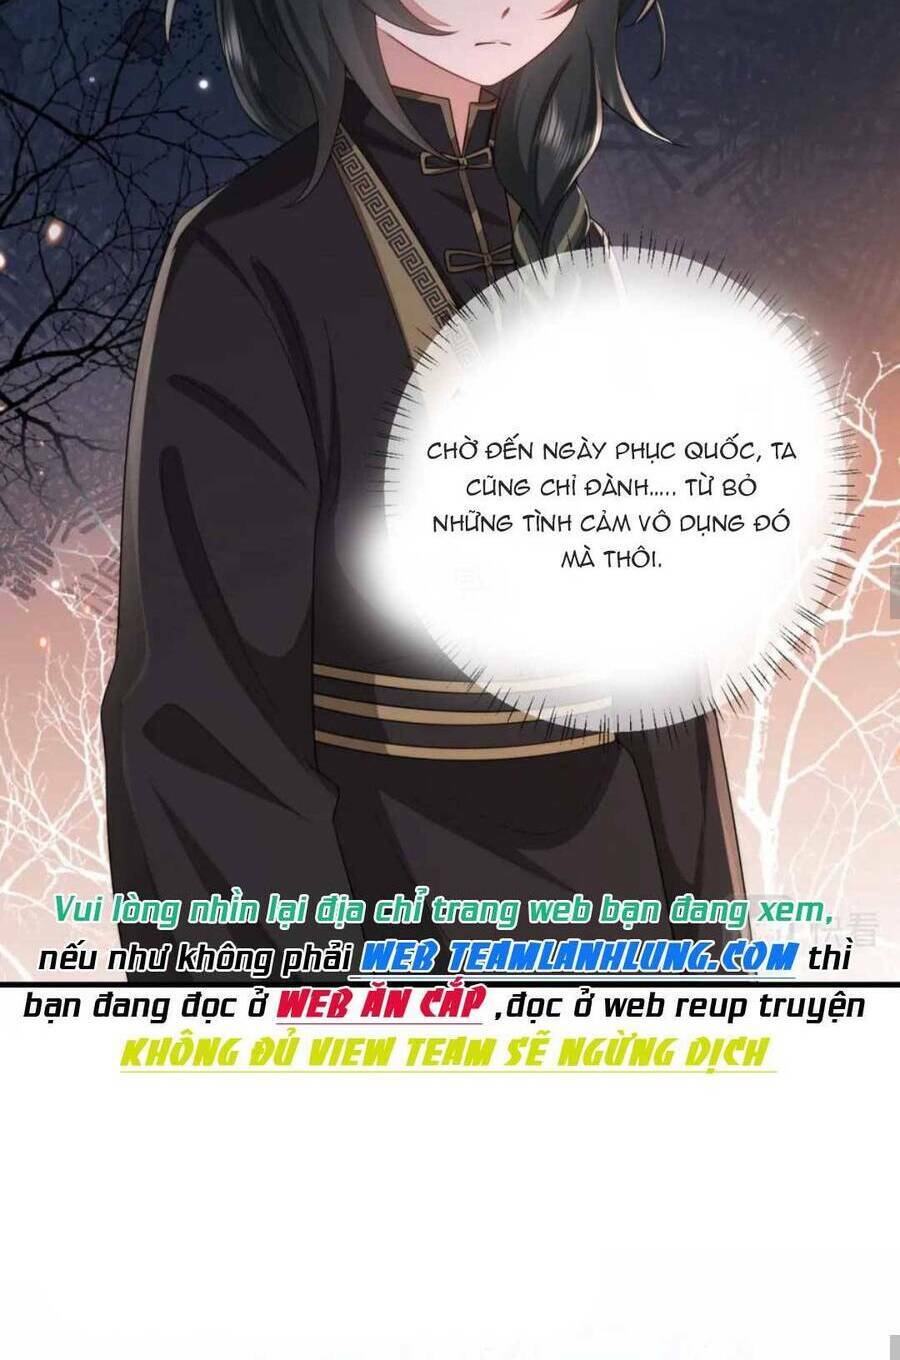 CHỜ ĐẾN NGÀY PHỤC QUỐC, TA
CŨNG CHỈ ĐÀNH..... TỪ BỎ
NHỮNG TÌNH CẢM VÔ DỤNG ĐÓ
MÀ THÔI.
Vui lòng nhìn lại địa chỉ trang web bạn đang xem,
nếu như không phải WEB TEAMLANHLUNG.COM thì
bạn đang đọc ở WEB ĂN CẮP ,đọc ở web reup truyện
KHÔNG ĐỦ VIEW TEAM SẼ NGỪNG DỊCH
快看